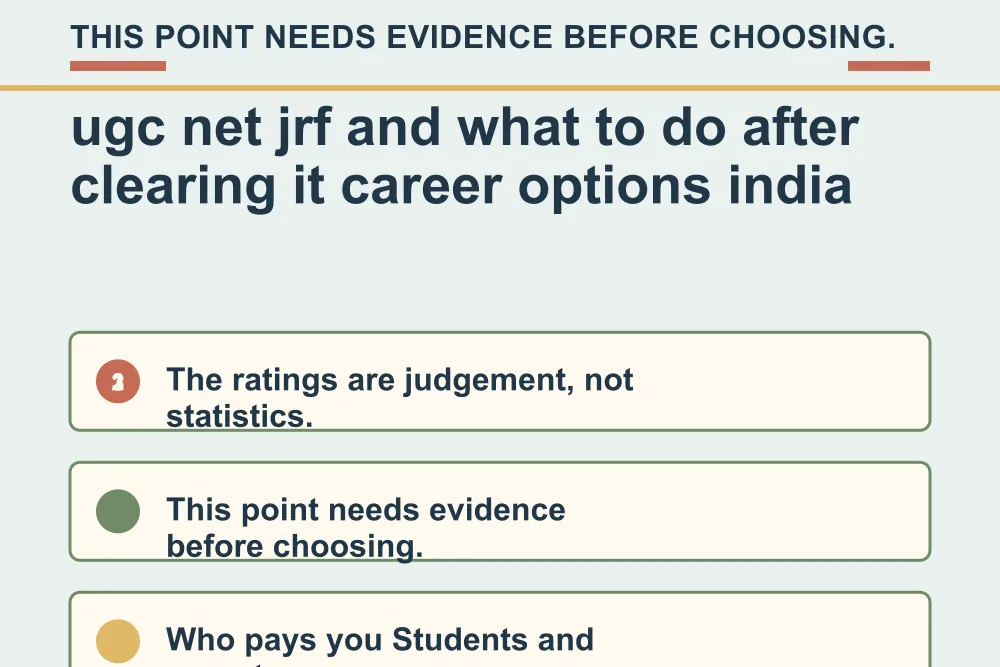 THIS POINT NEEDS EVIDENCE BEFORE CHOOSING.
ugc net jrf and what to do after
clearing it career options india
The ratings are judgement, not
statistics.
This point needs evidence
before choosing.
Who pays you Students and